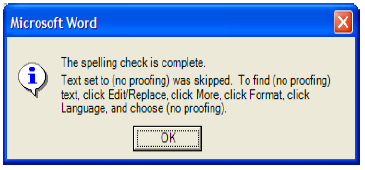 Microsoft Word
The spelling check is complete.
Text set to (no proofing) was skipped. To find (no proofing)
text, click Edit/Replace, click More, click Format, click
Language, and choose (no proofing).
OK